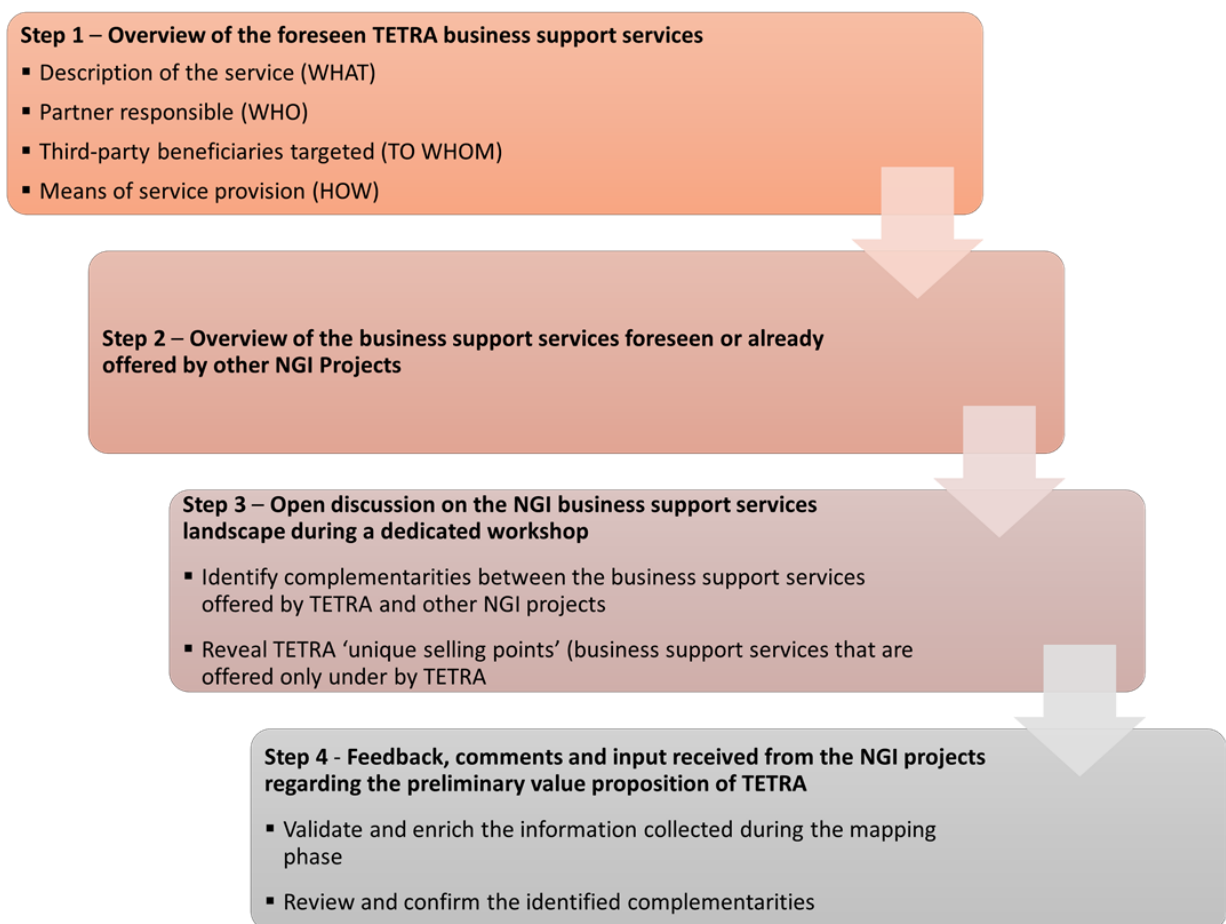 Step 1 – Overview of the foreseen TETRA business support services
▪ Description of the service (WHAT)
▪ Partner responsible (WHO)
▪ Third-party beneficiaries targeted (TO WHOM)
▪ Means of service provision (HOW)
Step 2 – Overview of the business support services foreseen or already
offered by other NGI Projects
Step 3 – Open discussion on the NGI business support services
landscape during a dedicated workshop
▪ Identify complementarities between the business support services
offered by TETRA and other NGI projects
▪ Reveal TETRA ‘unique selling points’ (business support services that are
offered only under by TETRA
Step 4 - Feedback, comments and input received from the NGI projects
regarding the preliminary value proposition of TETRA
▪ Validate and enrich the information collected during the mapping
phase
▪ Review and confirm the identified complementarities